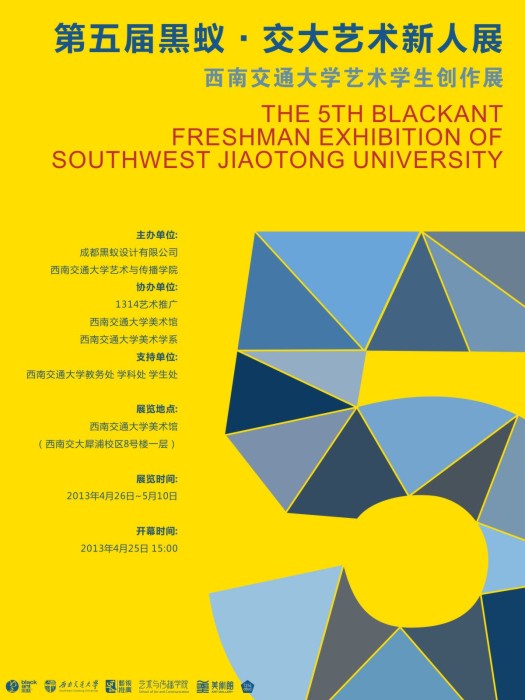 第五届黑蚁·交大艺术新人展
西南交通大学艺术学生创作展
THE 5TH BLACKANT
FRESHMAN EXHIBITION OF
SOUTHWEST JIAOTONG UNIVERSITY
主办单位:
成都黑蚁设计有限公司
西南交通大学艺术与传播学院
协办单位:
1314艺术推广
西南交通大学美术馆
西南交通大学美术学系
支持单位:
西南交通大学教务处 学科处 学生处
展览地点:
西南交通大学美术馆
（西南交大犀浦校区8号楼一层）
展览时间:
2013年4月26日~5月10日
开幕时间:
2013年4月25日 15:00
black
ant
西南交通大学
艺术与传播学院
美術館